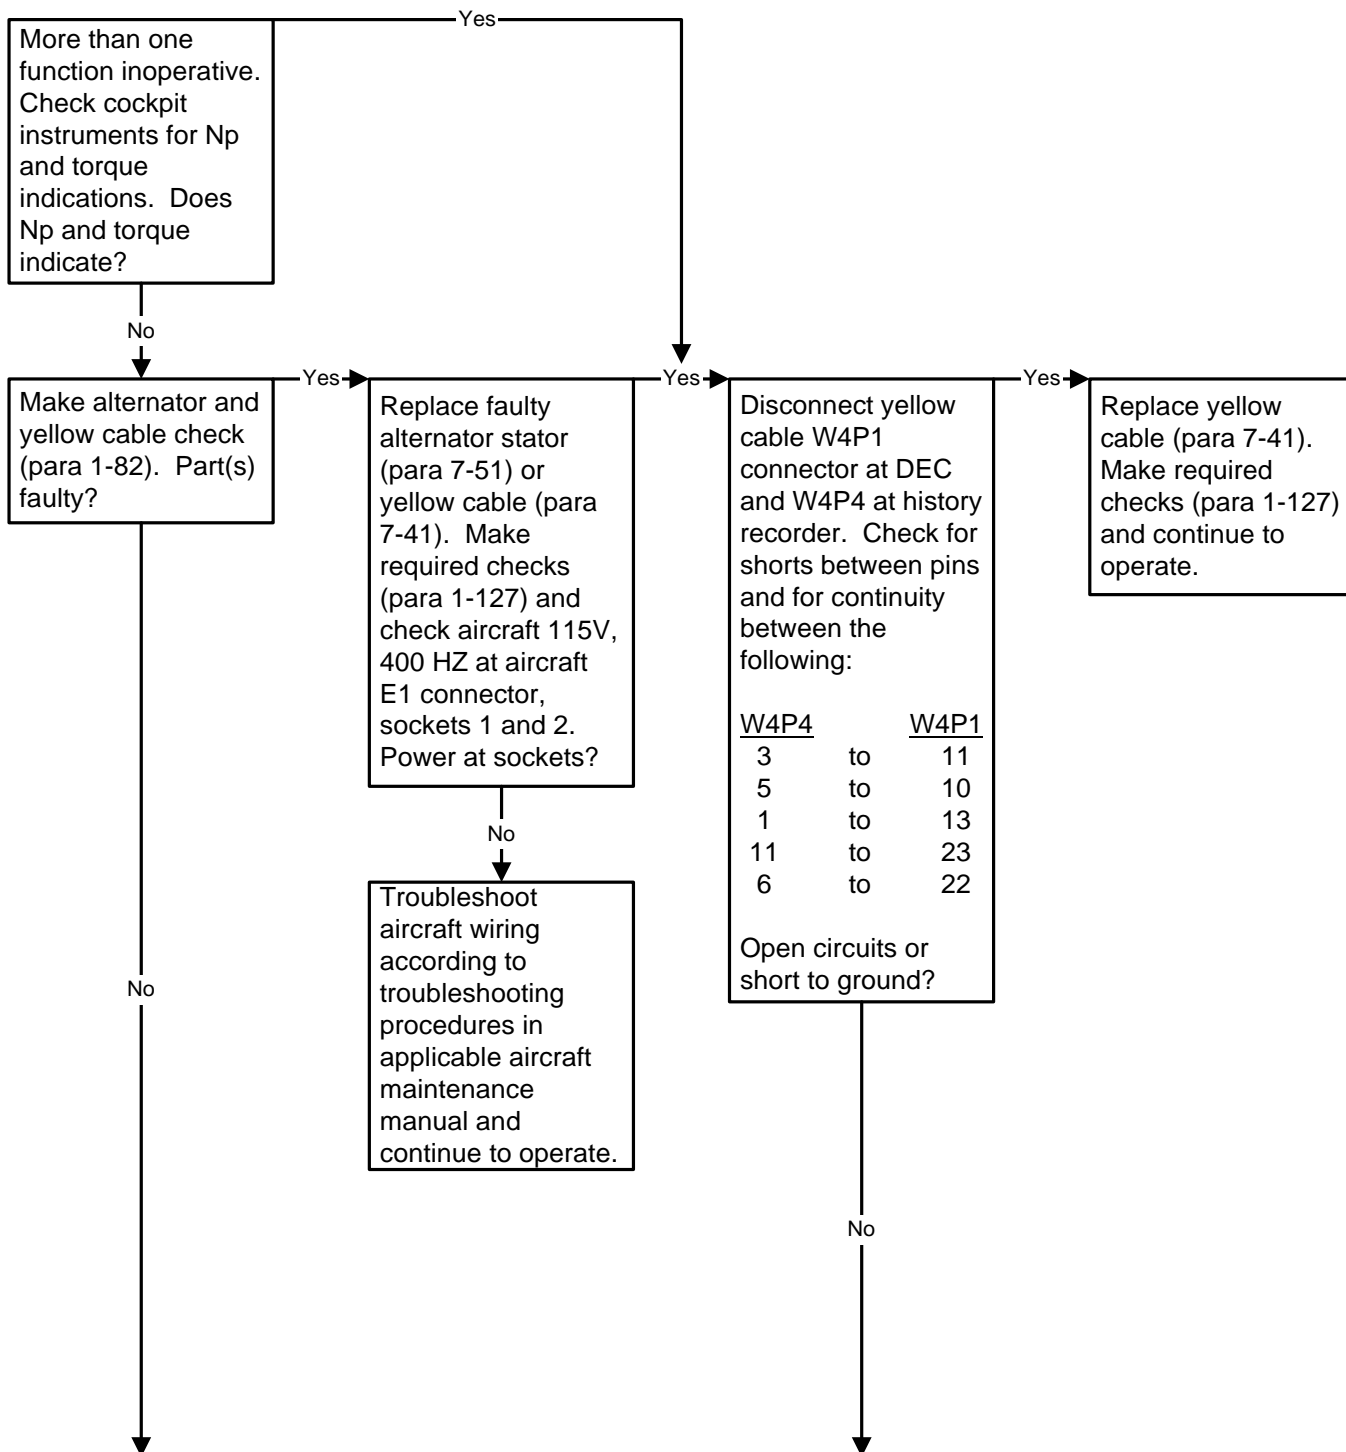 More than one
function inoperative.
Check cockpit
instruments for Np
and torque
indications.  Does
Np and torque
indicate?
Yes
No
Make alternator and
yellow cable check
(para 1-82).  Part(s)
faulty?
Yes
No
Replace faulty
alternator stator
(para 7-51) or
yellow cable (para
7-41).  Make
required checks
(para 1-127) and
check aircraft 115V,
400 HZ at aircraft
E1 connector,
sockets 1 and 2.
Power at sockets?
Yes
No
Troubleshoot
aircraft wiring
according to
troubleshooting
procedures in
applicable aircraft
maintenance
manual and
continue to operate.
Disconnect yellow
cable W4P1
connector at DEC
and W4P4 at history
recorder.  Check for
shorts between pins
and for continuity
between the
following:
W4P4 W4P1
3 to 11
5 to 10
1 to 13
11 to 23
6 to 22
Open circuits or
short to ground?
Yes
No
Replace yellow
cable (para 7-41).
Make required
checks (para 1-127)
and continue to
operate.